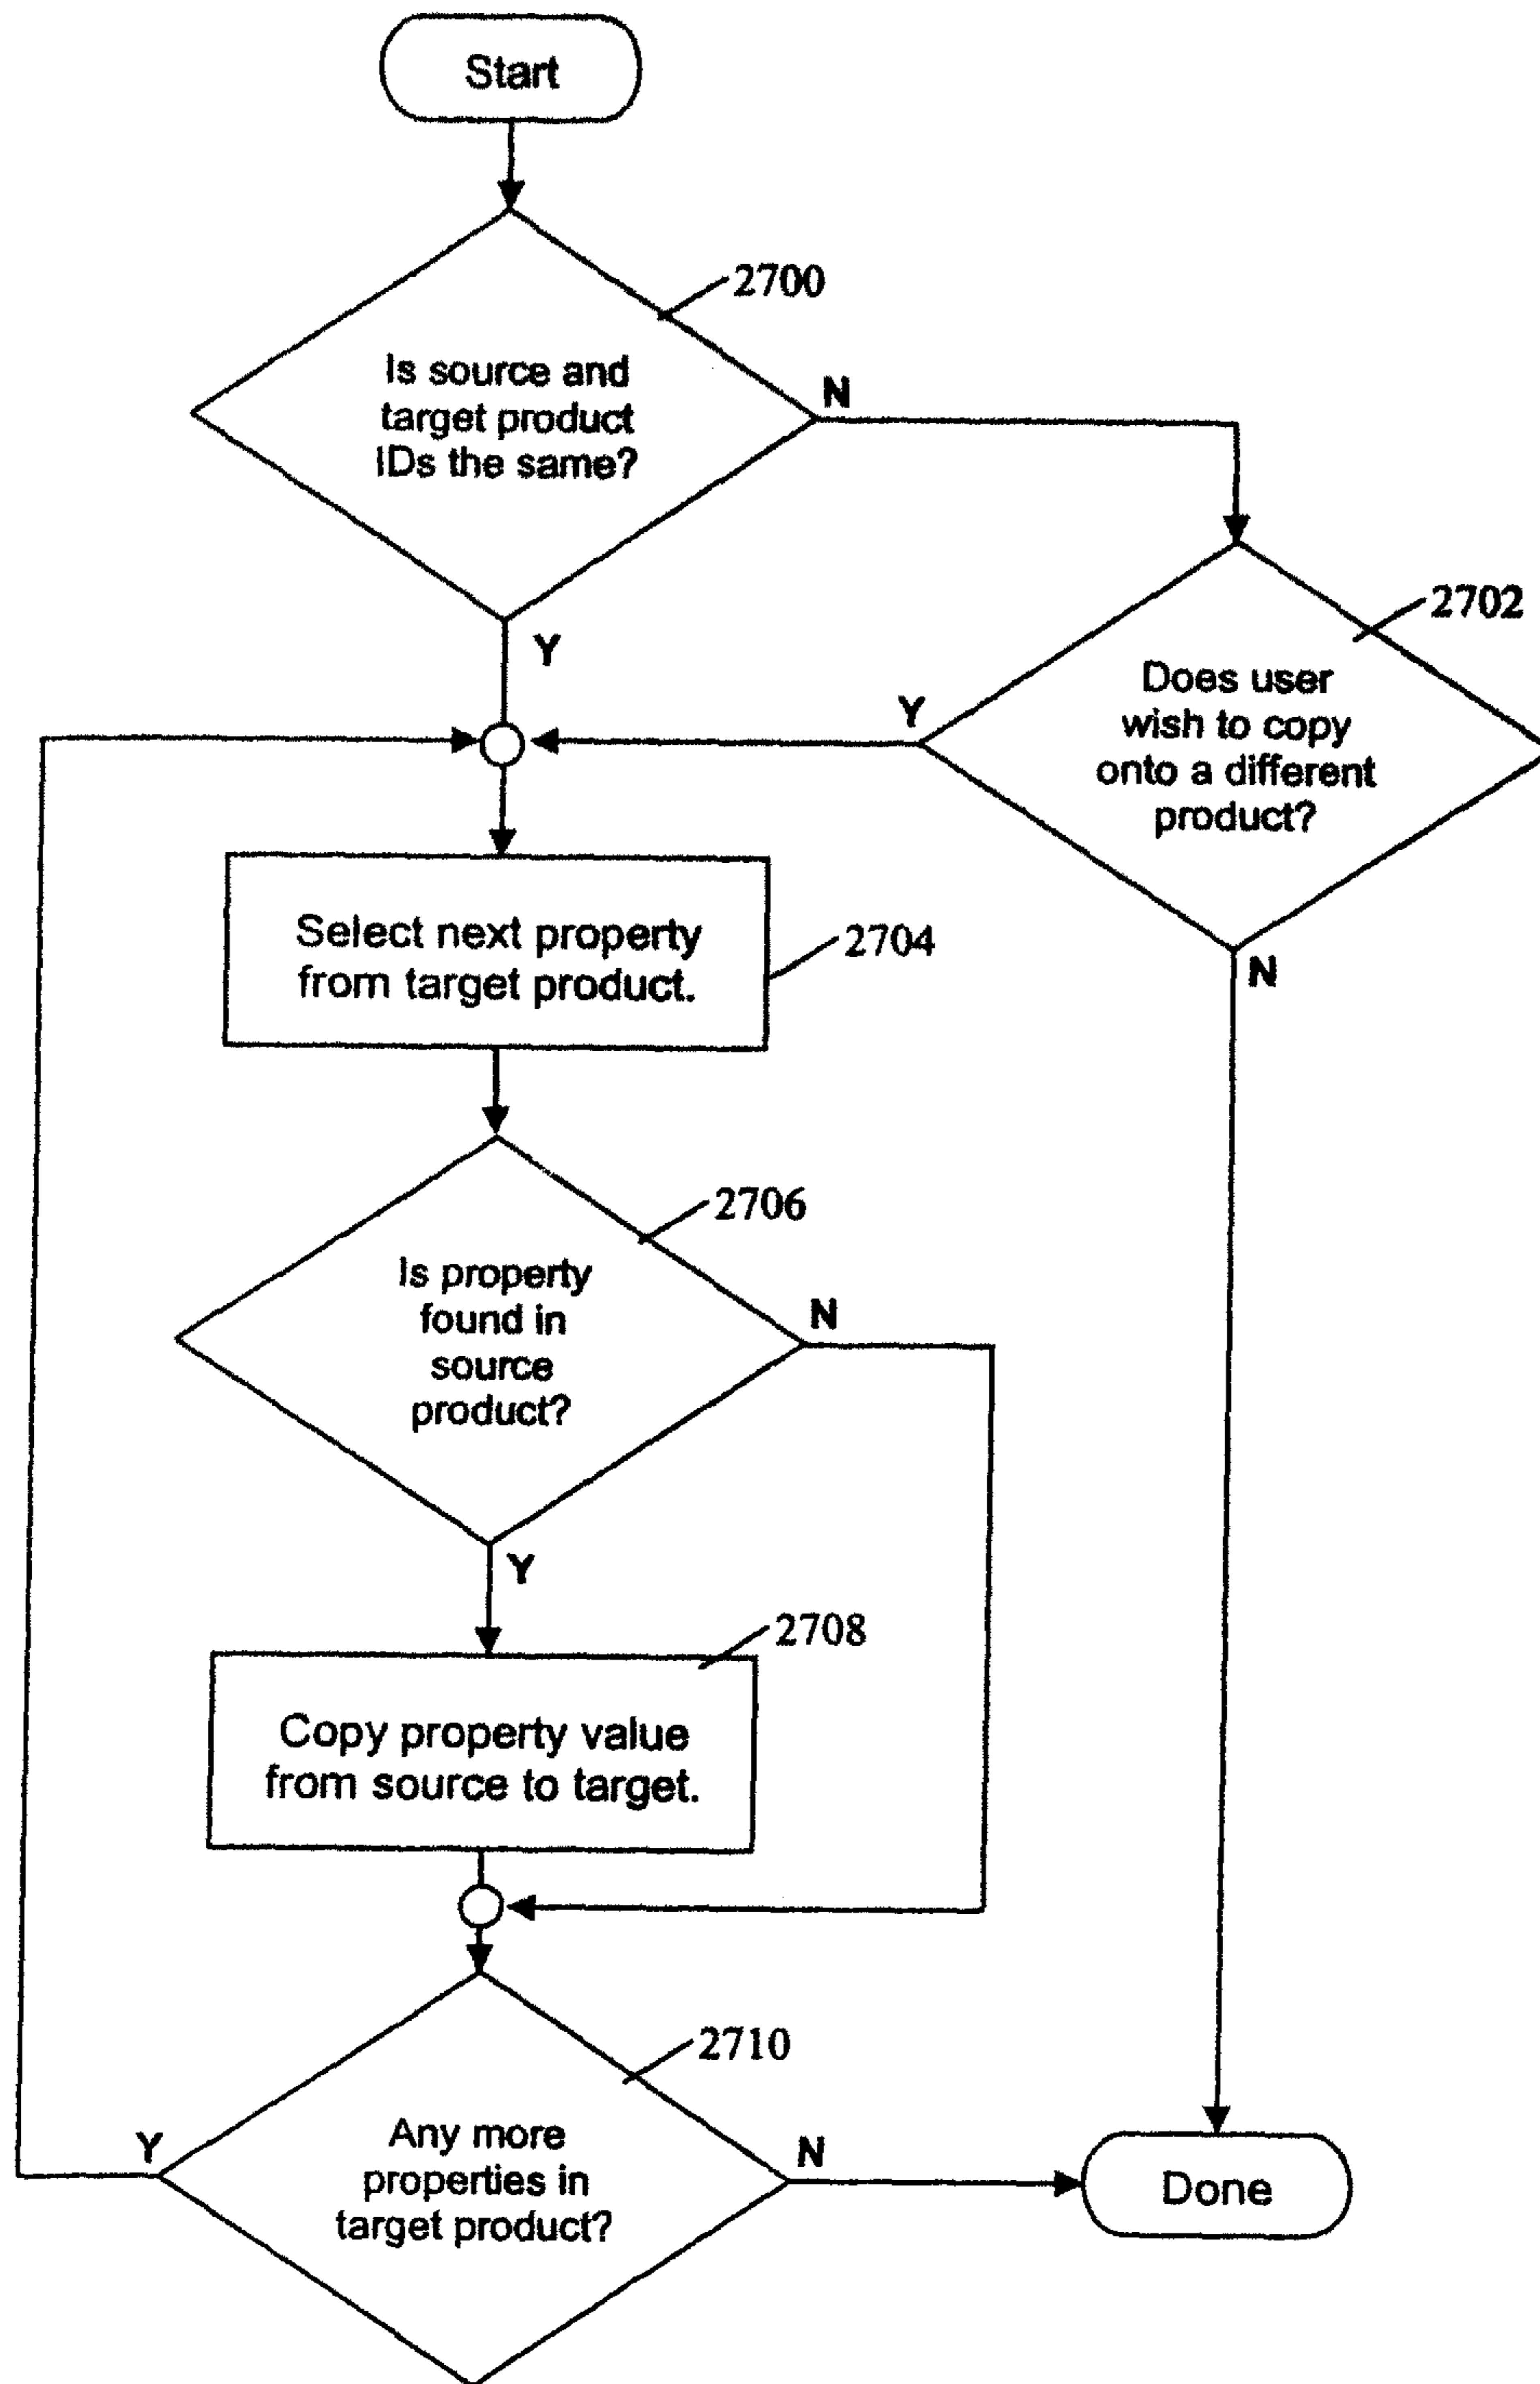 Start
2700
Is source and
target product
IDs the same?
N
Y
2702
Does user
wish to copy
onto a different
product?
Y
N
Select next property
from target product.
2704
2706
Is property
found in
source
product?
N
Y
2708
Copy property value
from source to target.
2710
Any more
properties in
target product?
Y
N
Done